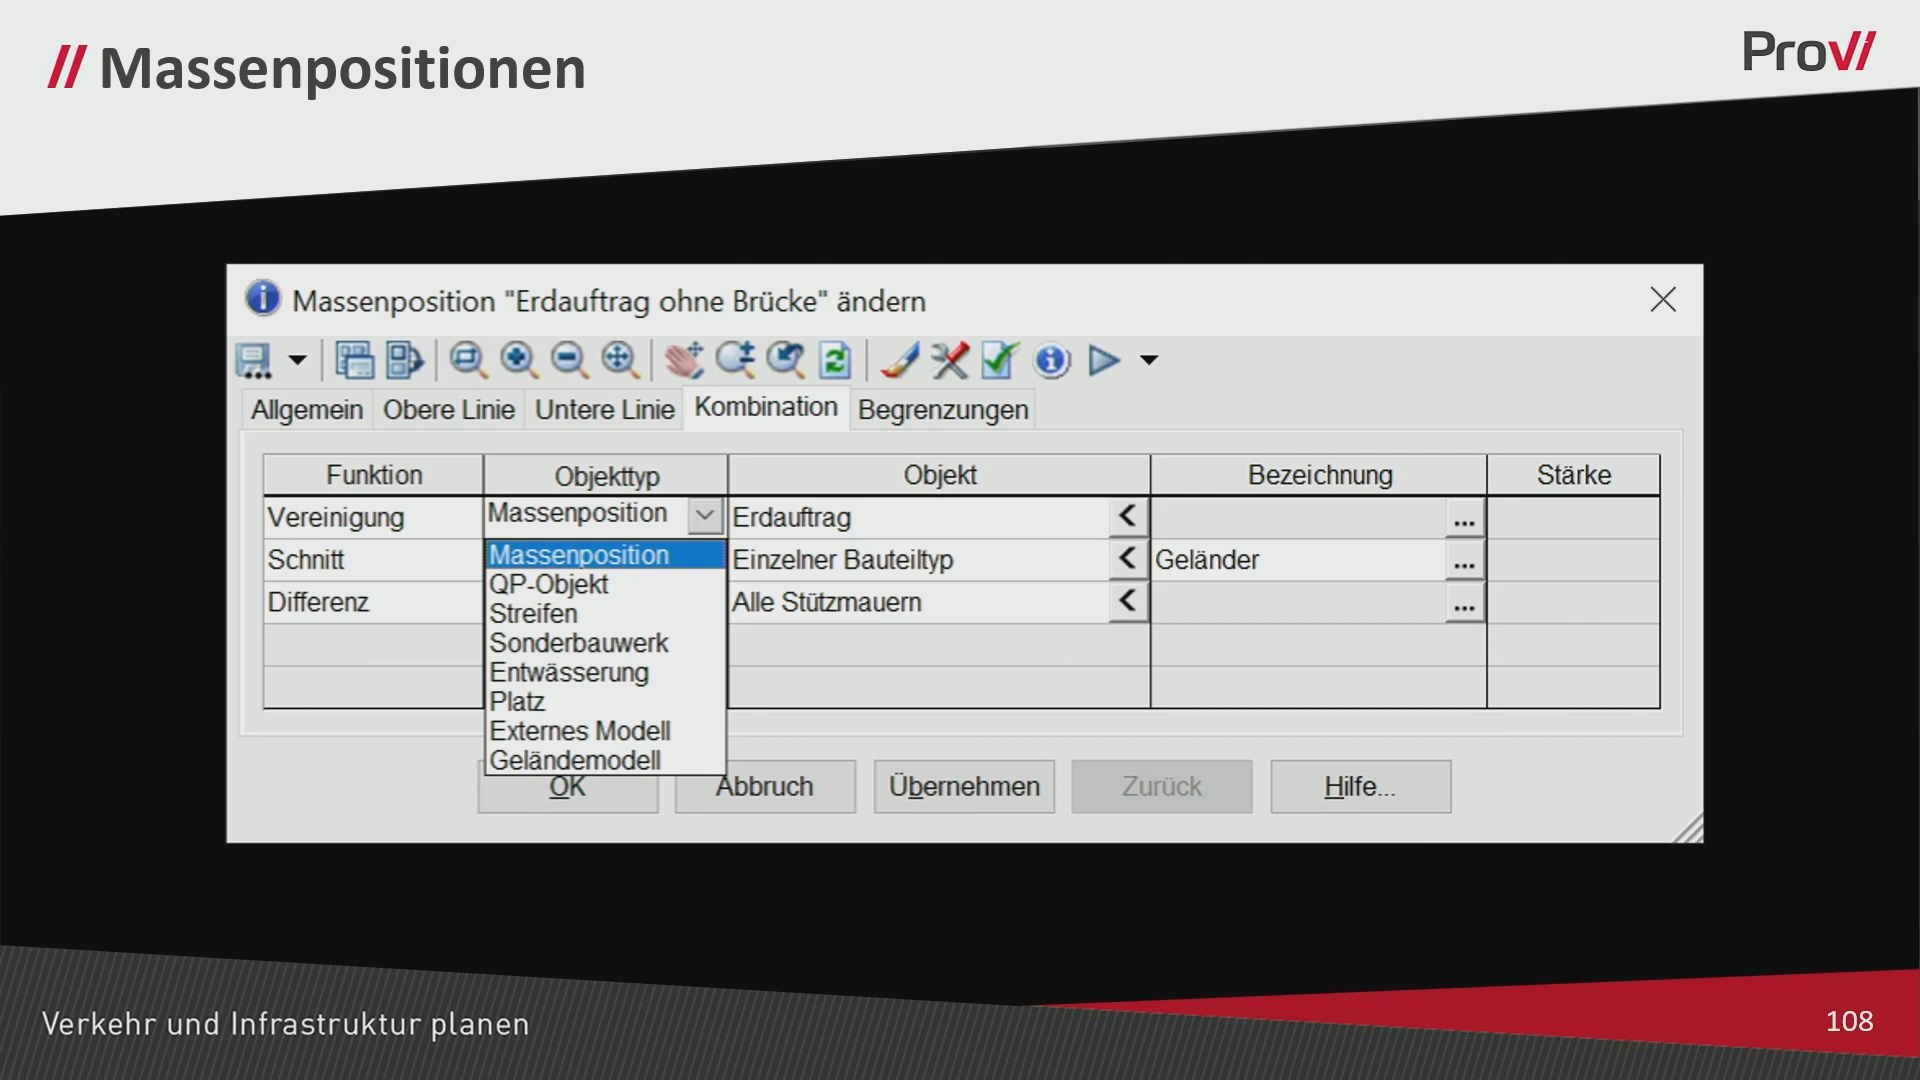 // Massenpositionen
ProVI
Massenposition "Erdauftrag ohne Brücke" ändern
Allgemein Obere Linie Untere Linie Kombination Begrenzungen
Funktion Objekttyp Objekt Bezeichnung Stärke
Vereinigung Massenposition Erdauftrag < ...
Schnitt Einzelner Bauteiltyp < Geländer ...
Differenz Alle Stützmauern < ...
Massenposition
QP-Objekt
Streifen
Sonderbauwerk
Entwässerung
Platz
Externes Modell
Geländemodell
OK Abbruch Übernehmen Zurück Hilfe...
Verkehr und Infrastruktur planen
108